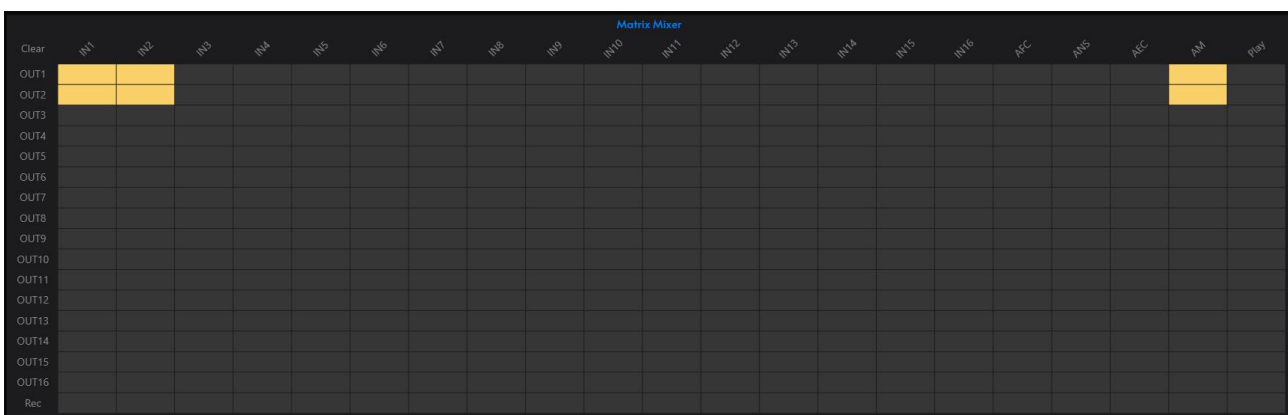 Matrix Mixer
Clear IN1 IN2 IN3 IN4 IN5 IN6 IN7 IN8 IN9 IN10 IN11 IN12 IN13 IN14 IN15 IN16 AFC ANS AEC AM Play
OUT1
OUT2
OUT3
OUT4
OUT5
OUT6
OUT7
OUT8
OUT9
OUT10
OUT11
OUT12
OUT13
OUT14
OUT15
OUT16
Rec